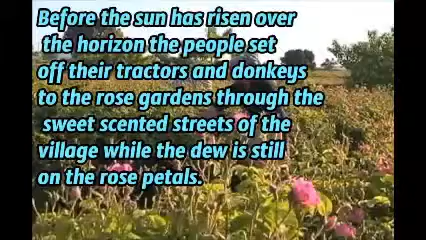 Before the sun has risen over
the horizon the people set
off their tractors and donkeys
to the rose gardens through the
sweet scented streets of the
village while the dew is still
on the rose petals.